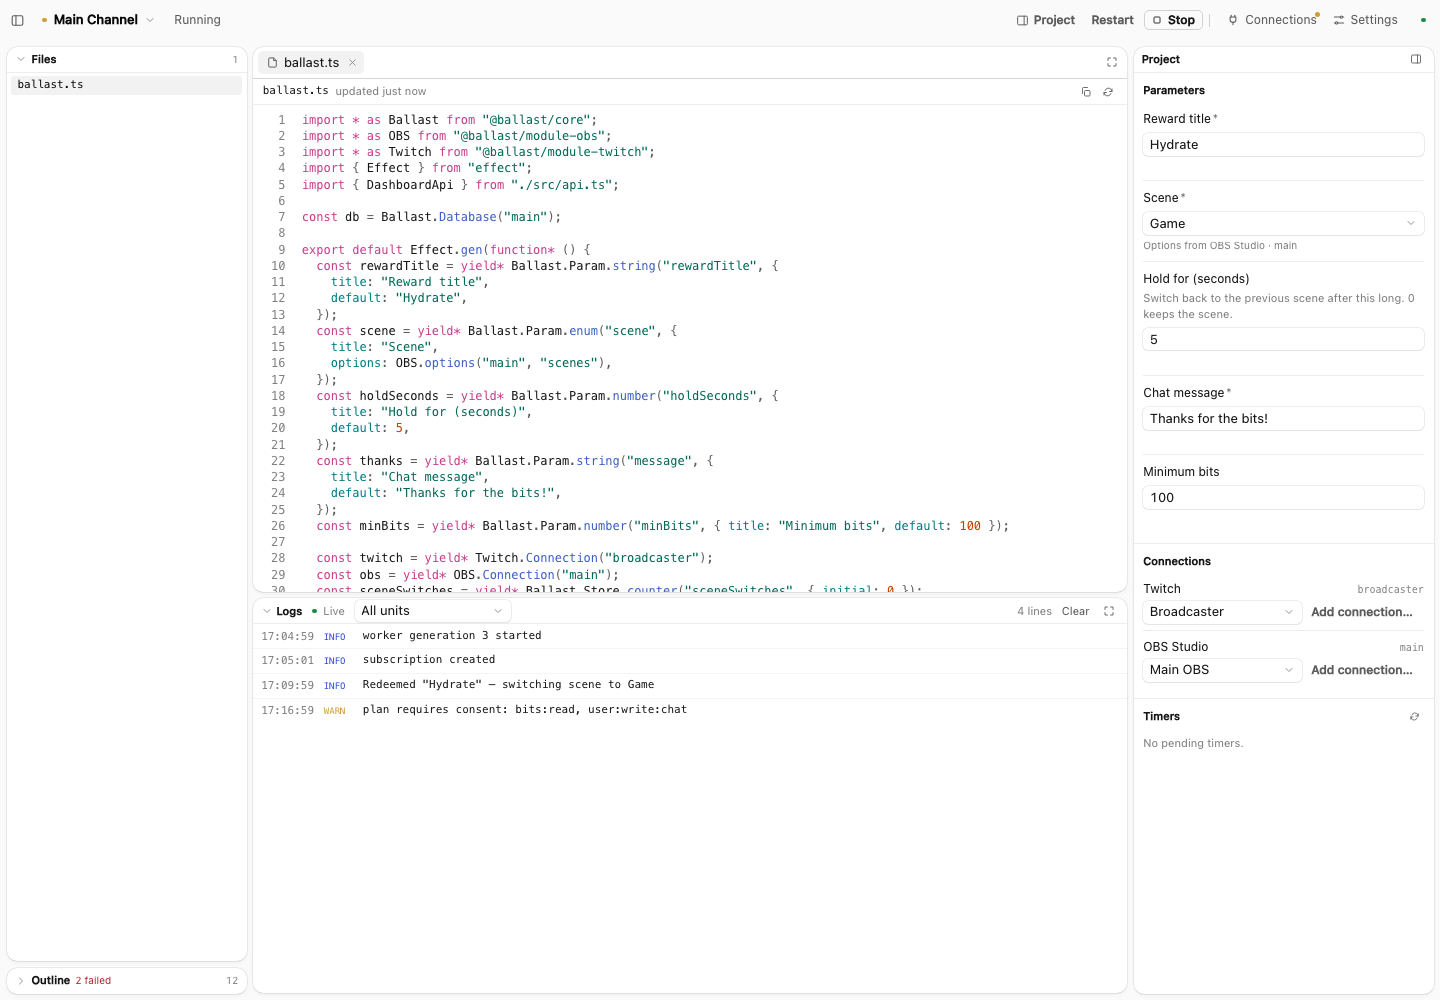 Main Channel
Running
Project
Restart
Stop
Connections
Settings
Files
1
ballast.ts
ballast.ts
ballast.ts updated just now
1 import * as Ballast from "@ballast/core";
2 import * as OBS from "@ballast/module-obs";
3 import * as Twitch from "@ballast/module-twitch";
4 import { Effect } from "effect";
5 import { DashboardApi } from "./src/api.ts";
6
7 const db = Ballast.Database("main");
8
9 export default Effect.gen(function* () {
10 const rewardTitle = yield* Ballast.Param.string("rewardTitle", {
11 title: "Reward title",
12 default: "Hydrate",
13 });
14 const scene = yield* Ballast.Param.enum("scene", {
15 title: "Scene",
16 options: OBS.options("main", "scenes"),
17 });
18 const holdSeconds = yield* Ballast.Param.number("holdSeconds", {
19 title: "Hold for (seconds)",
20 default: 5,
21 });
22 const thanks = yield* Ballast.Param.string("message", {
23 title: "Chat message",
24 default: "Thanks for the bits!",
25 });
26 const minBits = yield* Ballast.Param.number("minBits", { title: "Minimum bits", default: 100 });
27
28 const twitch = yield* Twitch.Connection("broadcaster");
29 const obs = yield* OBS.Connection("main");
30 const sceneSwitches = yield* Ballast.Store.counter("sceneSwitches", { initial: 0 });
Logs
Live
All units
4 lines
Clear
17:04:59 INFO worker generation 3 started
17:05:01 INFO subscription created
17:09:59 INFO Redeemed "Hydrate" — switching scene to Game
17:16:59 WARN plan requires consent: bits:read, user:write:chat
Outline 2 failed
12
Project
Parameters
Reward title *
Hydrate
Scene *
Game
Options from OBS Studio · main
Hold for (seconds)
Switch back to the previous scene after this long. 0
keeps the scene.
5
Chat message *
Thanks for the bits!
Minimum bits
100
Connections
Twitch
broadcaster
Broadcaster
Add connection...
OBS Studio
main
Main OBS
Add connection...
Timers
No pending timers.